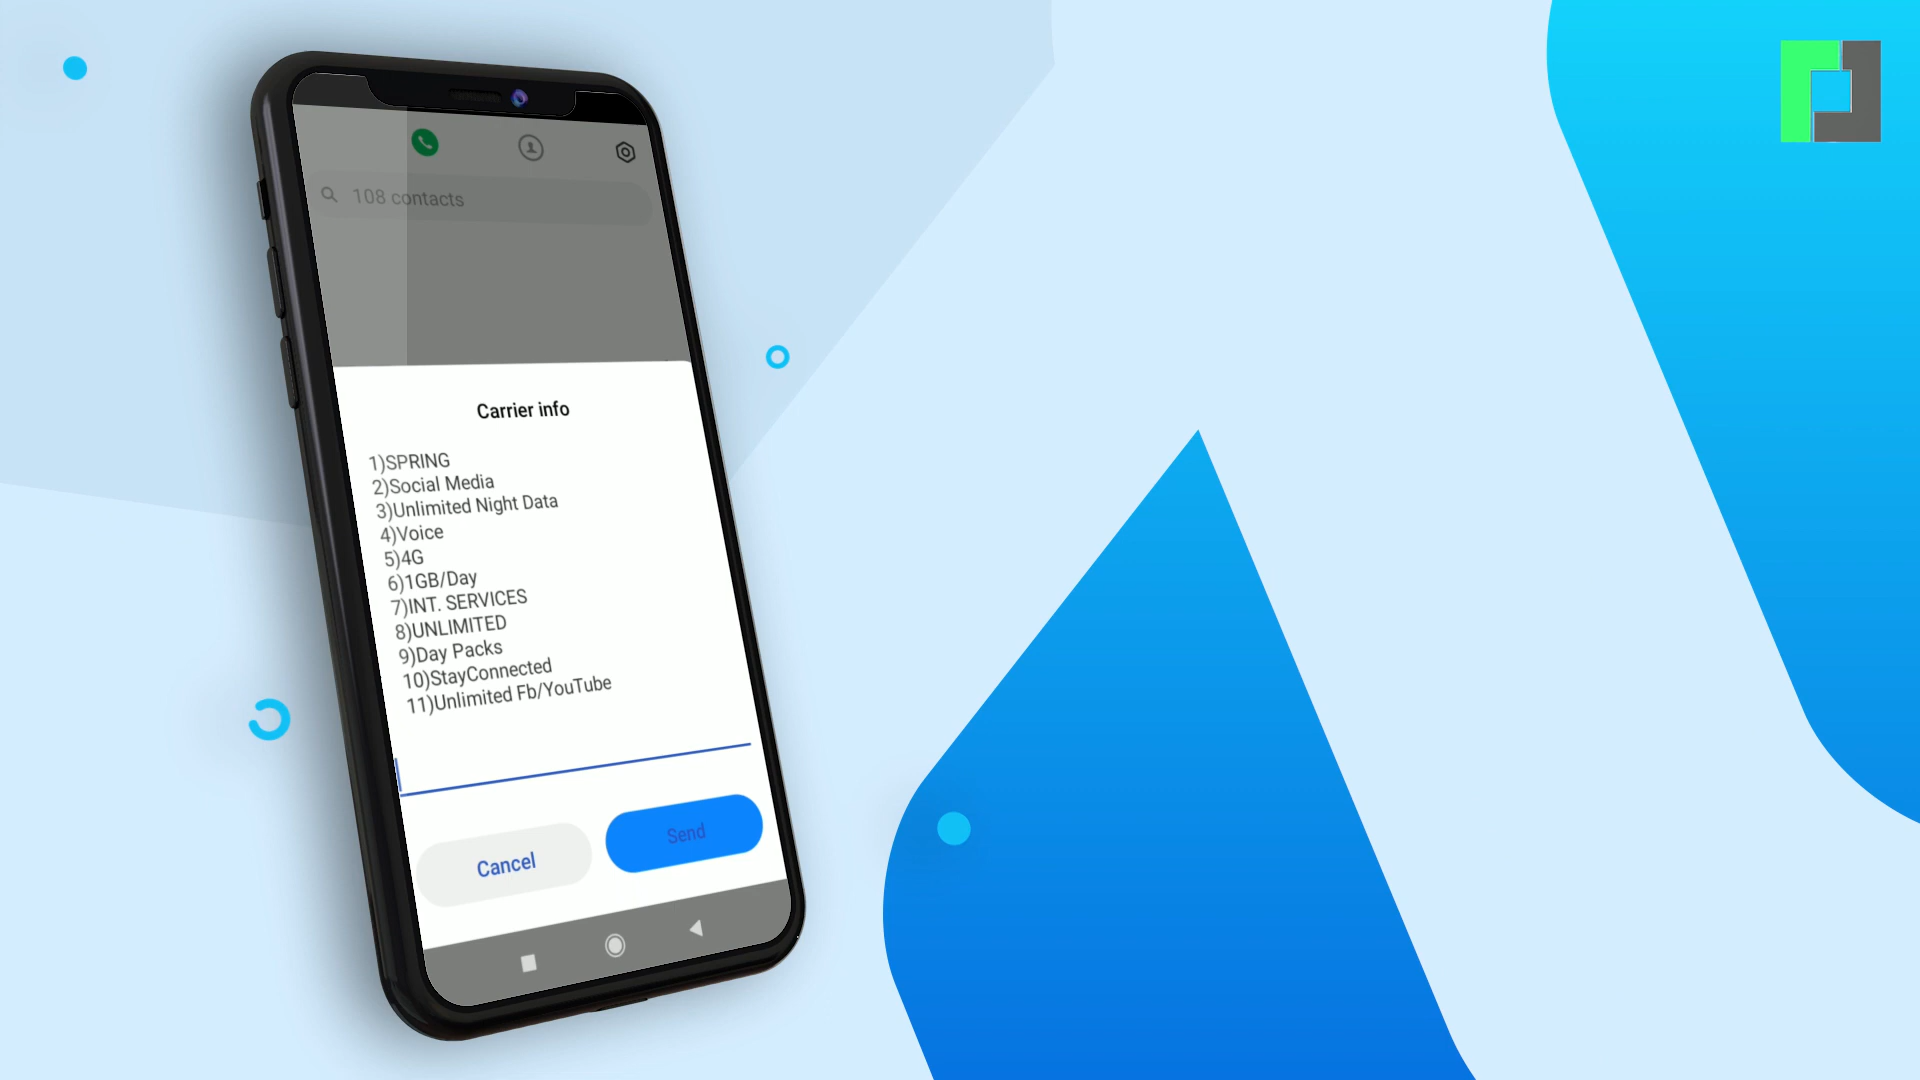 108 contacts
Carrier info
1)SPRING
2)Social Media
3)Unlimited Night Data
4)Voice
5)4G
6)1GB/Day
7)INT. SERVICES
8)UNLIMITED
9)Day Packs
10)StayConnected
11)Unlimited Fb/YouTube
Cancel
Send